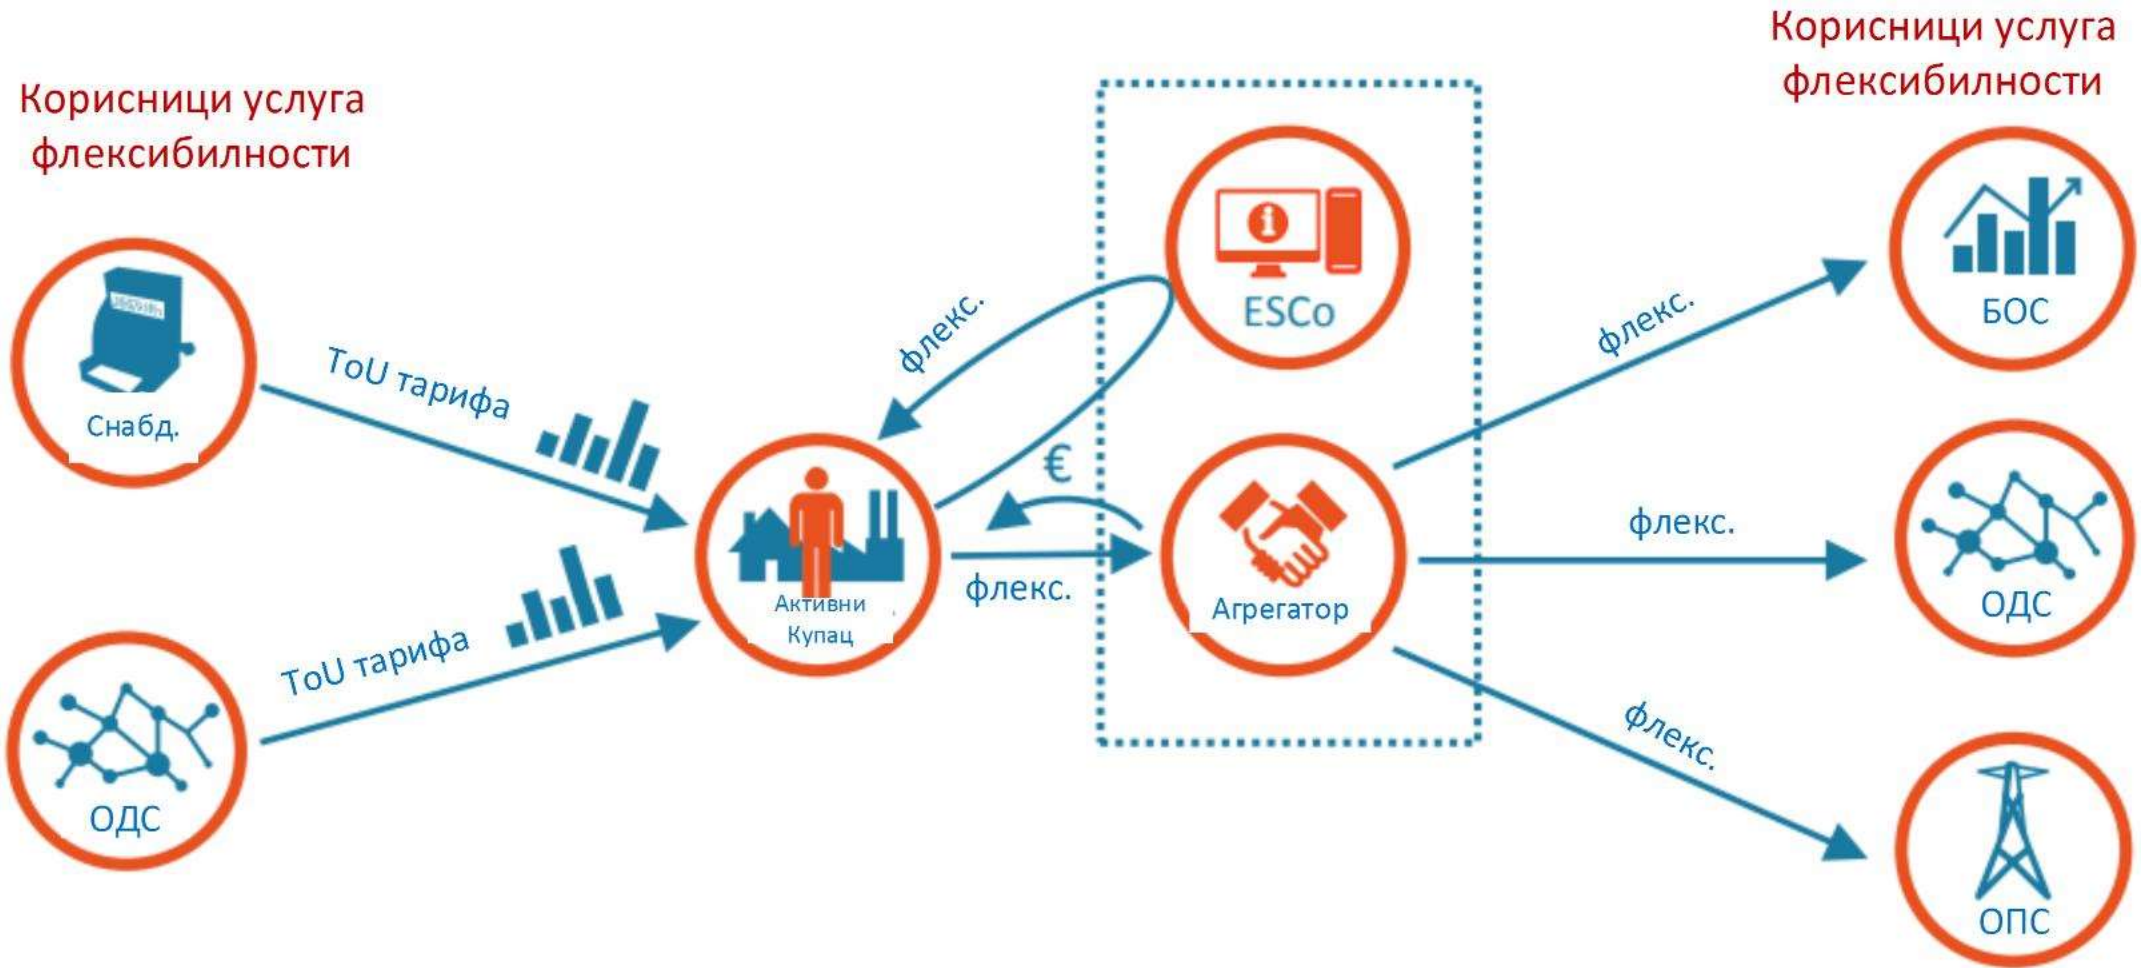 Корисници услуга
флексибилности
Корисници услуга
флексибилности
Снабд.
ToU тарифа
ToU тарифа
ОДС
Активни
Купац
флекс.
€
флекс.
ESCo
Агрегатор
флекс.
флекс.
флекс.
БОС
ОДС
ОПС